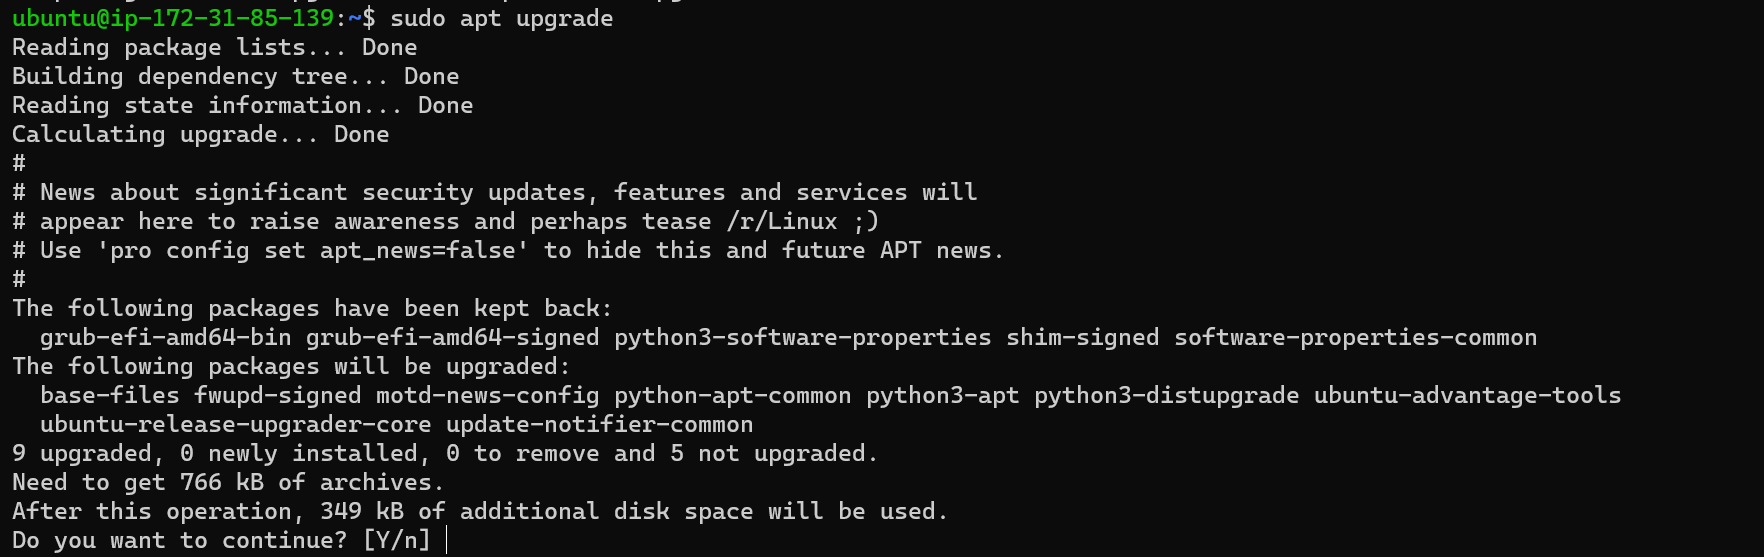 ubuntu@ip-172-31-85-139:~$ sudo apt upgrade
Reading package lists... Done
Building dependency tree... Done
Reading state information... Done
Calculating upgrade... Done
#
# News about significant security updates, features and services will
# appear here to raise awareness and perhaps tease /r/Linux ;)
# Use 'pro config set apt_news=false' to hide this and future APT news.
#
The following packages have been kept back:
  grub-efi-amd64-bin grub-efi-amd64-signed python3-software-properties shim-signed software-properties-common
The following packages will be upgraded:
  base-files fwupd-signed motd-news-config python-apt-common python3-apt python3-distupgrade ubuntu-advantage-tools
  ubuntu-release-upgrader-core update-notifier-common
9 upgraded, 0 newly installed, 0 to remove and 5 not upgraded.
Need to get 766 kB of archives.
After this operation, 349 kB of additional disk space will be used.
Do you want to continue? [Y/n]